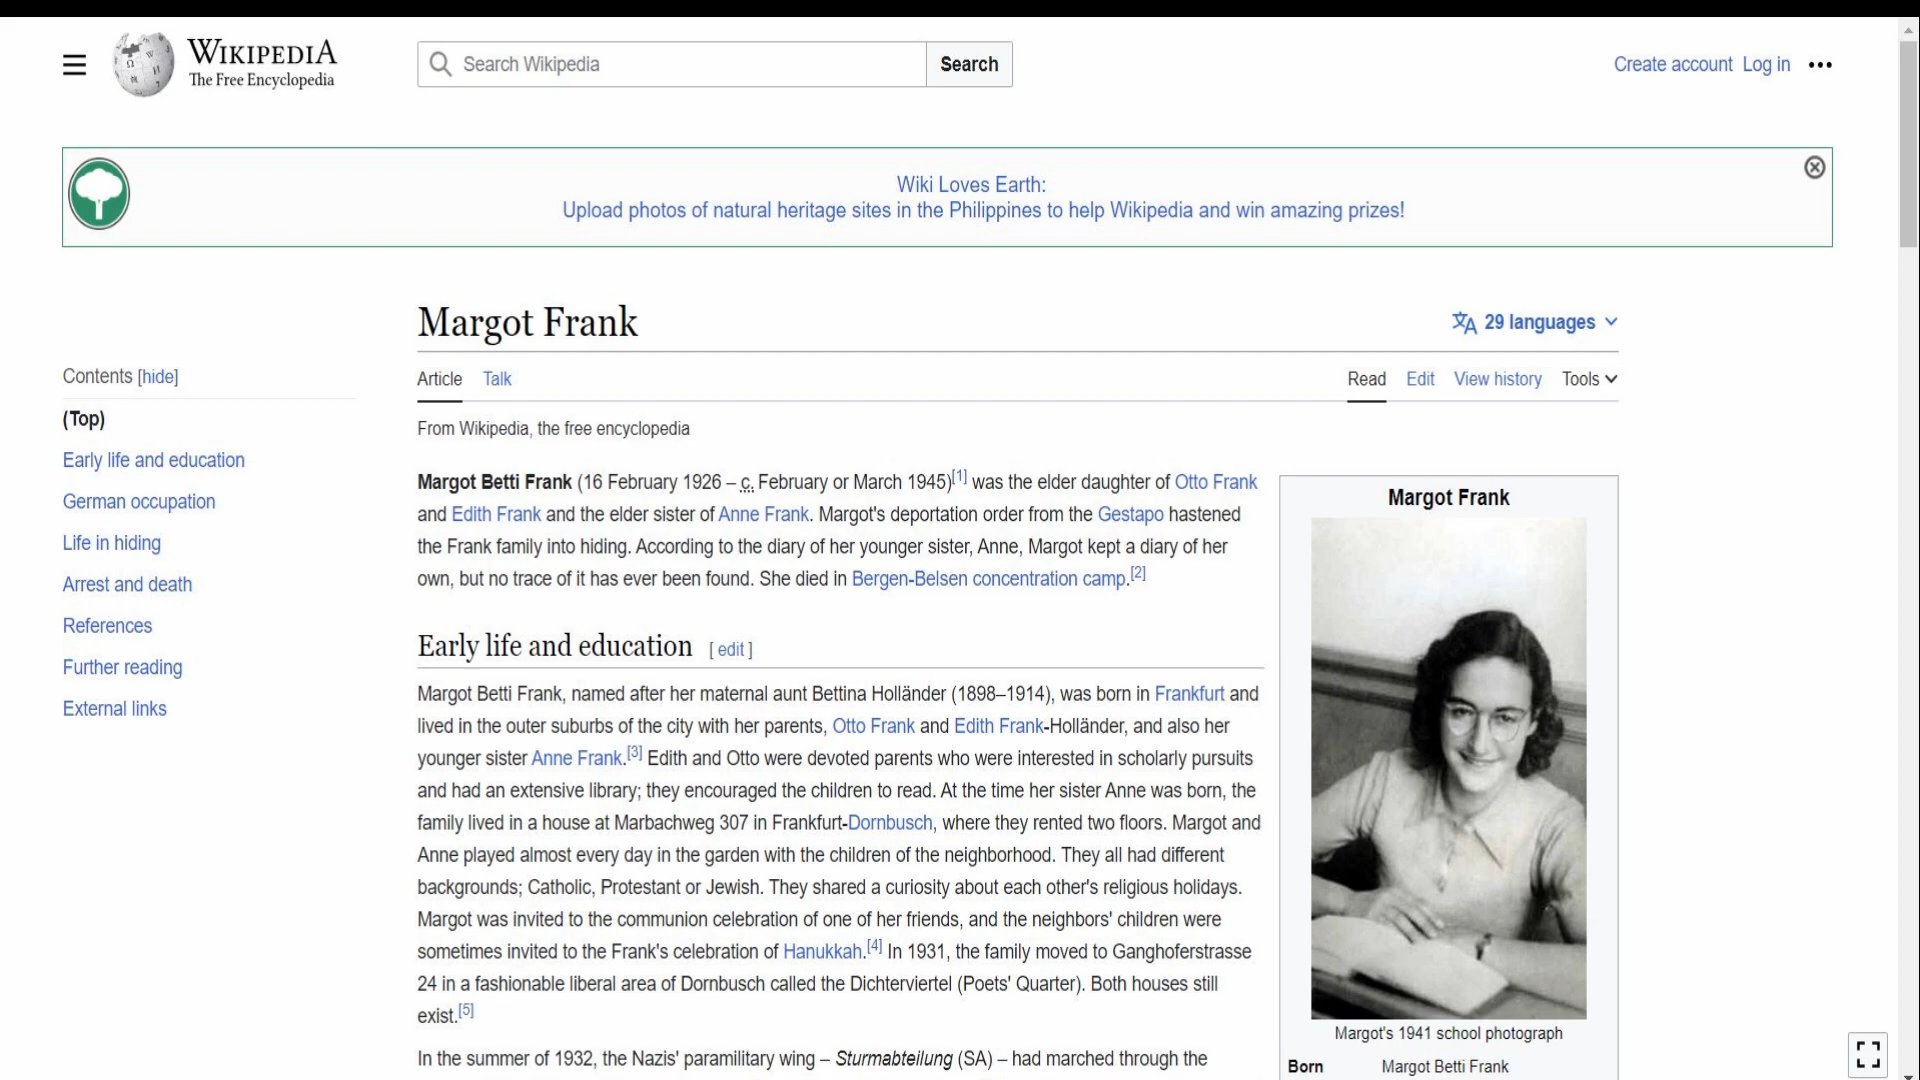 WIKIPEDIA
The Free Encyclopedia
Search Wikipedia
Search
Create account Log in
Wiki Loves Earth:
Upload photos of natural heritage sites in the Philippines to help Wikipedia and win amazing prizes!
Margot Frank
29 languages
Contents [hide]
(Top)
Early life and education
German occupation
Life in hiding
Arrest and death
References
Further reading
External links
Article Talk
Read Edit View history Tools
From Wikipedia, the free encyclopedia
Margot Betti Frank (16 February 1926 – c. February or March 1945)[1] was the elder daughter of Otto Frank
and Edith Frank and the elder sister of Anne Frank. Margot's deportation order from the Gestapo hastened
the Frank family into hiding. According to the diary of her younger sister, Anne, Margot kept a diary of her
own, but no trace of it has ever been found. She died in Bergen-Belsen concentration camp.[2]
Early life and education [ edit ]
Margot Betti Frank, named after her maternal aunt Bettina Holländer (1898–1914), was born in Frankfurt and
lived in the outer suburbs of the city with her parents, Otto Frank and Edith Frank-Holländer, and also her
younger sister Anne Frank.[3] Edith and Otto were devoted parents who were interested in scholarly pursuits
and had an extensive library; they encouraged the children to read. At the time her sister Anne was born, the
family lived in a house at Marbachweg 307 in Frankfurt-Dornbusch, where they rented two floors. Margot and
Anne played almost every day in the garden with the children of the neighborhood. They all had different
backgrounds; Catholic, Protestant or Jewish. They shared a curiosity about each other's religious holidays.
Margot was invited to the communion celebration of one of her friends, and the neighbors' children were
sometimes invited to the Frank's celebration of Hanukkah.[4] In 1931, the family moved to Ganghoferstrasse
24 in a fashionable liberal area of Dornbusch called the Dichterviertel (Poets' Quarter). Both houses still
exist.[5]
In the summer of 1932, the Nazis' paramilitary wing – Sturmabteilung (SA) – had marched through the
Margot Frank
Margot's 1941 school photograph
Born Margot Betti Frank